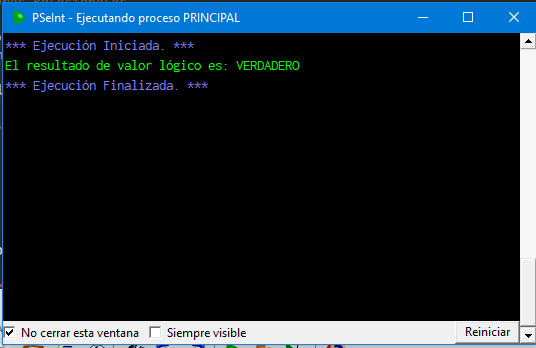 PSeInt - Ejecutando proceso PRINCIPAL
*** Ejecución Iniciada. ***
El resultado de valor lógico es: VERDADERO
*** Ejecución Finalizada. ***
No cerrar esta ventana Siempre visible Reiniciar